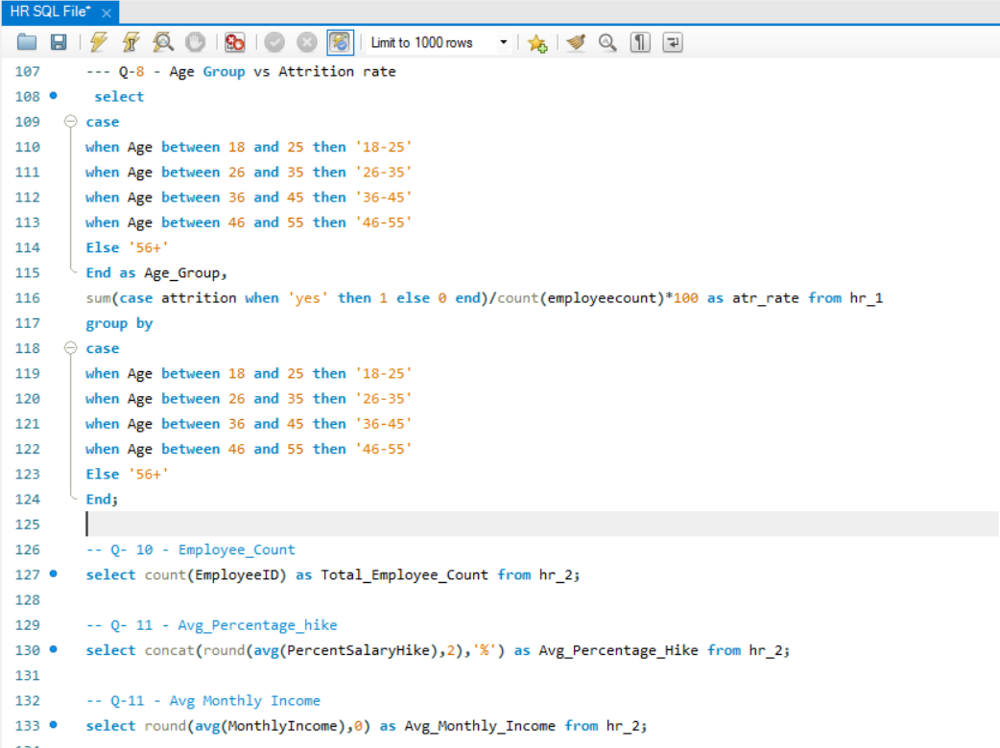 HR SQL File*
Limit to 1000 rows
107 --- Q-8 - Age Group vs Attrition rate
108 select
109 case
110 when Age between 18 and 25 then '18-25'
111 when Age between 26 and 35 then '26-35'
112 when Age between 36 and 45 then '36-45'
113 when Age between 46 and 55 then '46-55'
114 Else '56+'
115 End as Age_Group,
116 sum(case attrition when 'yes' then 1 else 0 end)/count(employeecount)*100 as atr_rate from hr_1
117 group by
118 case
119 when Age between 18 and 25 then '18-25'
120 when Age between 26 and 35 then '26-35'
121 when Age between 36 and 45 then '36-45'
122 when Age between 46 and 55 then '46-55'
123 Else '56+'
124 End;
125
126 -- Q- 10 - Employee_Count
127 select count(EmployeeID) as Total_Employee_Count from hr_2;
128
129 -- Q- 11 - Avg_Percentage_hike
130 select concat(round(avg(PercentSalaryHike),2),'%') as Avg_Percentage_Hike from hr_2;
131
132 -- Q-11 - Avg Monthly Income
133 select round(avg(MonthlyIncome),0) as Avg_Monthly_Income from hr_2;